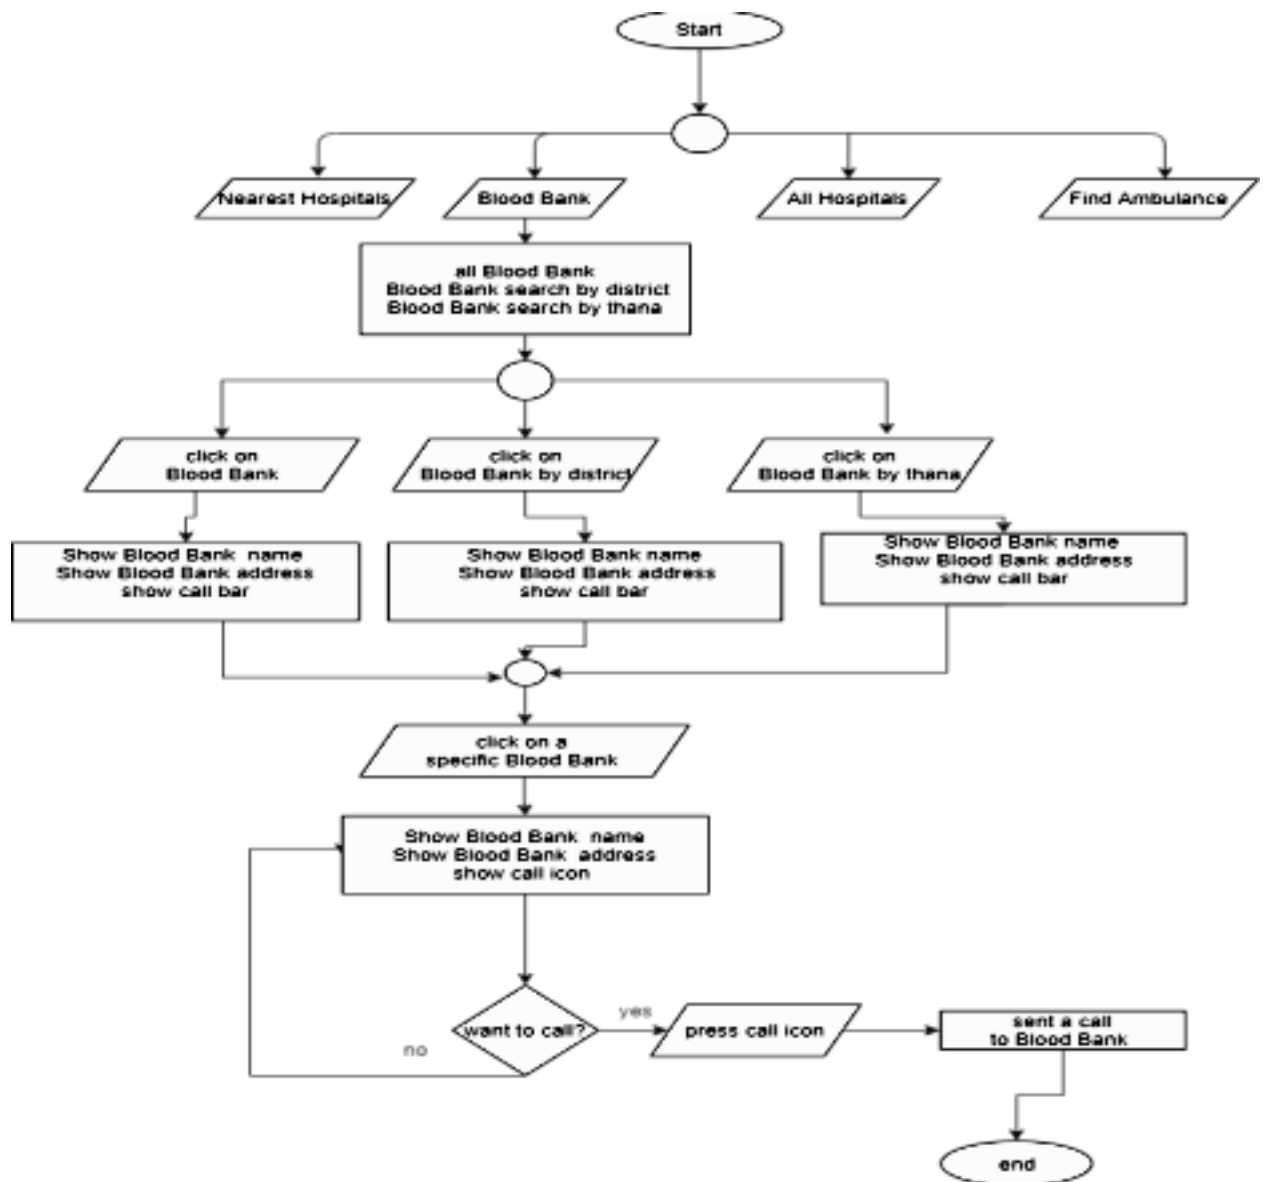 Start
Nearest Hospitals
Blood Bank
All Hospitals
Find Ambulance
all Blood Bank
Blood Bank search by district
Blood Bank search by thana
click on
Blood Bank
click on
Blood Bank by district
click on
Blood Bank by thana
Show Blood Bank name
Show Blood Bank address
show call bar
Show Blood Bank name
Show Blood Bank address
show call bar
Show Blood Bank name
Show Blood Bank address
show call bar
click on a
specific Blood Bank
Show Blood Bank name
Show Blood Bank address
show call icon
want to call?
yes
no
press call icon
sent a call
to Blood Bank
end